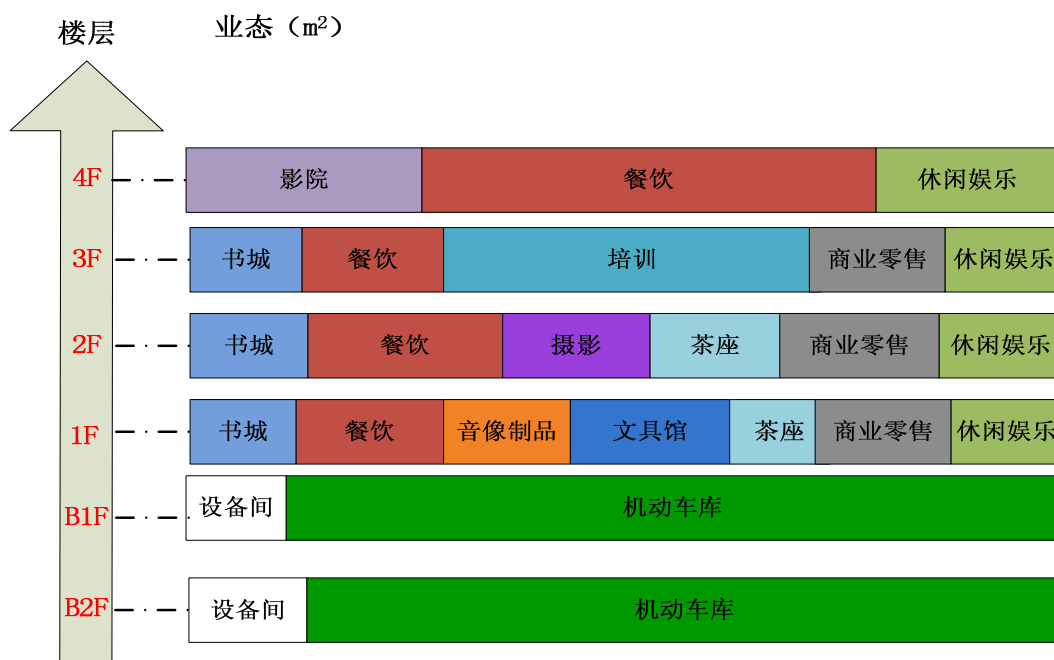 楼层 业态（m²）
4F 影院 餐饮 休闲娱乐
3F 书城 餐饮 培训 商业零售 休闲娱乐
2F 书城 餐饮 摄影 茶座 商业零售 休闲娱乐
1F 书城 餐饮 音像制品 文具馆 茶座 商业零售 休闲娱乐
B1F 设备间 机动车库
B2F 设备间 机动车库